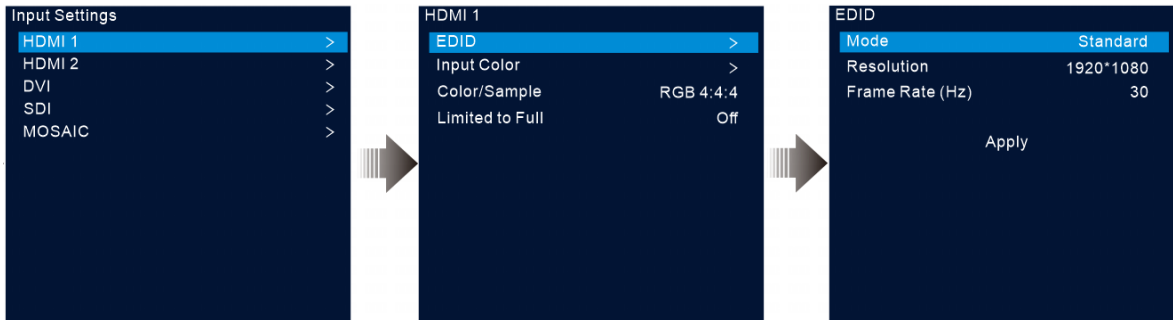 Input Settings
HDMI 1 >
HDMI 2 >
DVI >
SDI >
MOSAIC >
HDMI 1
EDID >
Input Color >
Color/Sample RGB 4:4:4
Limited to Full Off
EDID
Mode Standard
Resolution 1920*1080
Frame Rate (Hz) 30
Apply